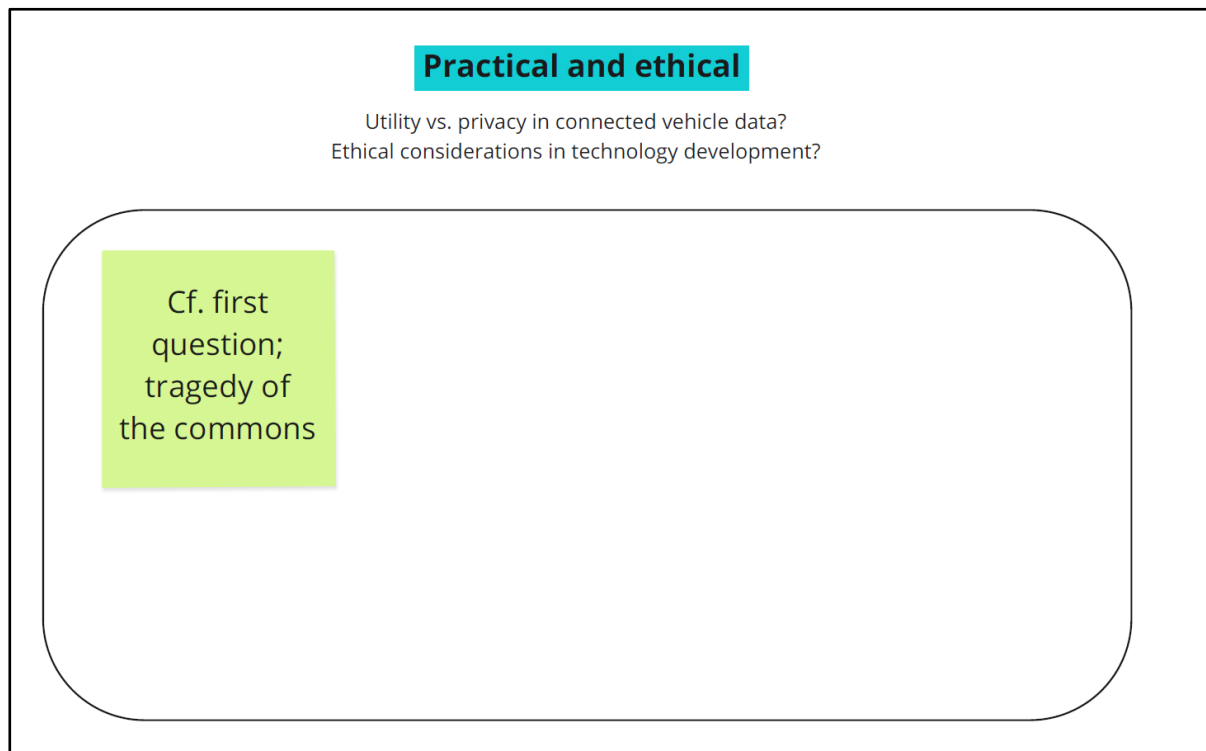 Practical and ethical
Utility vs. privacy in connected vehicle data?
Ethical considerations in technology development?
Cf. first
question;
tragedy of
the commons